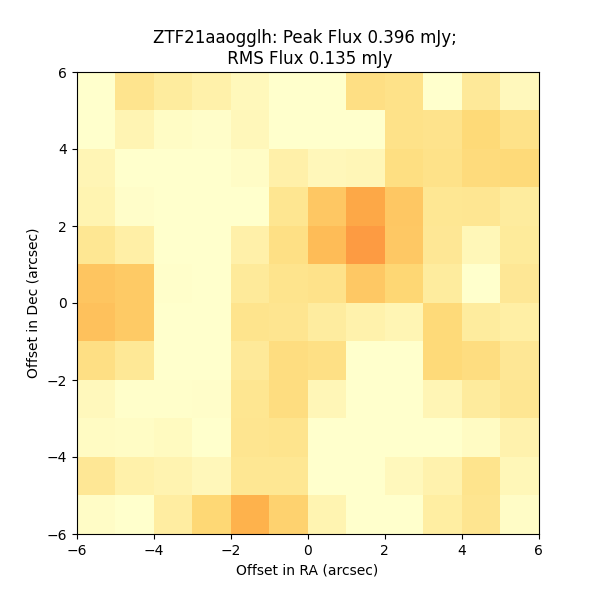 ZTF21aaogglh: Peak Flux 0.396 mJy;
RMS Flux 0.135 mJy
6
4
2
0
−2
−4
−6
Offset in Dec (arcsec)
−6 −4 −2 0 2 4 6
Offset in RA (arcsec)